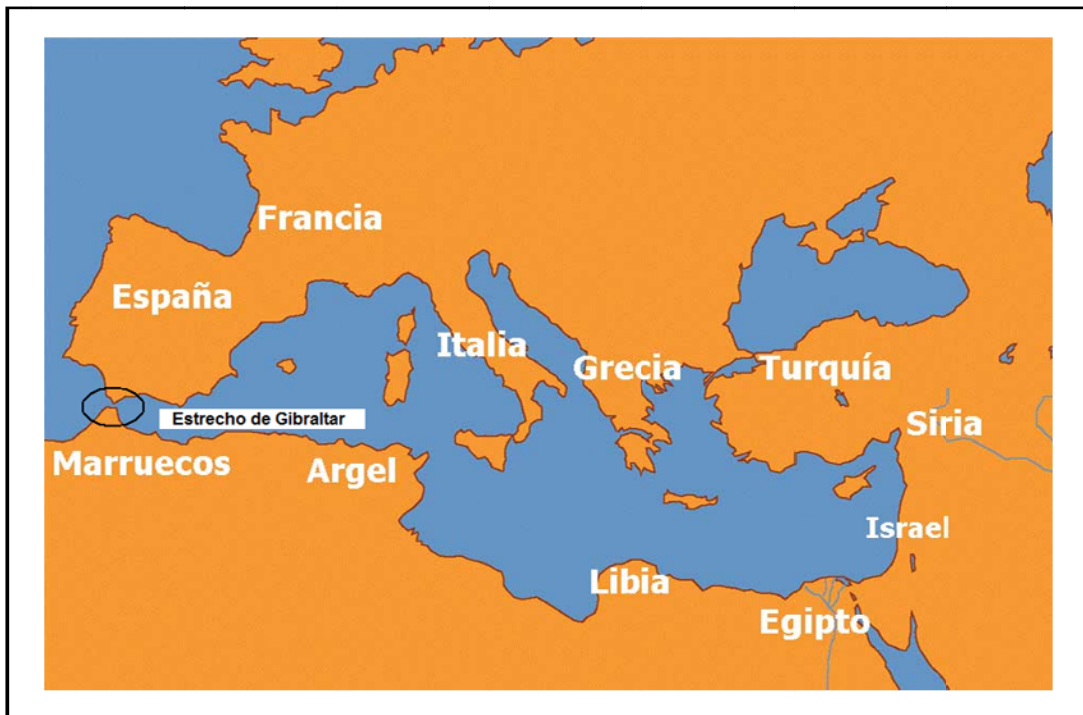 Francia
España
Italia
Grecia
Turquía
Estrecho de Gibraltar
Siria
Marruecos
Argel
Israel
Libia
Egipto